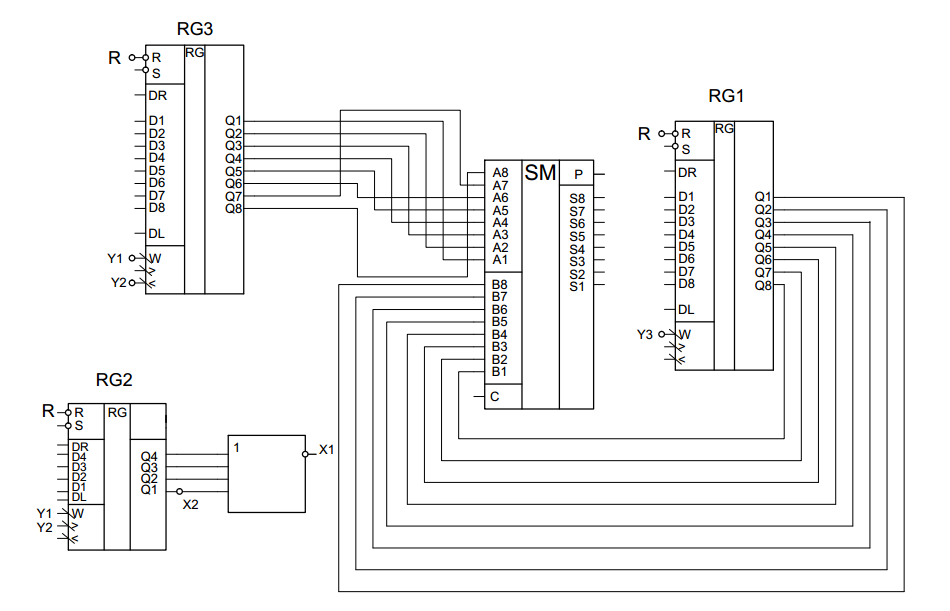 RG3
R
R
RG
S
DR
D1
D2
D3
D4
D5
D6
D7
D8
DL
Q1
Q2
Q3
Q4
Q5
Q6
Q7
Q8
Y1
W
>
Y2
<
SM
A8
A7
A6
A5
A4
A3
A2
A1
B8
B7
B6
B5
B4
B3
B2
B1
C
P
S8
S7
S6
S5
S4
S3
S2
S1
RG1
R
R
RG
S
DR
D1
D2
D3
D4
D5
D6
D7
D8
DL
Q1
Q2
Q3
Q4
Q5
Q6
Q7
Q8
Y3
W
>
<
RG2
R
R
RG
S
DR
D4
D3
D2
D1
DL
Q4
Q3
Q2
Q1
Y1
W
Y2
>
<
1
X1
X2